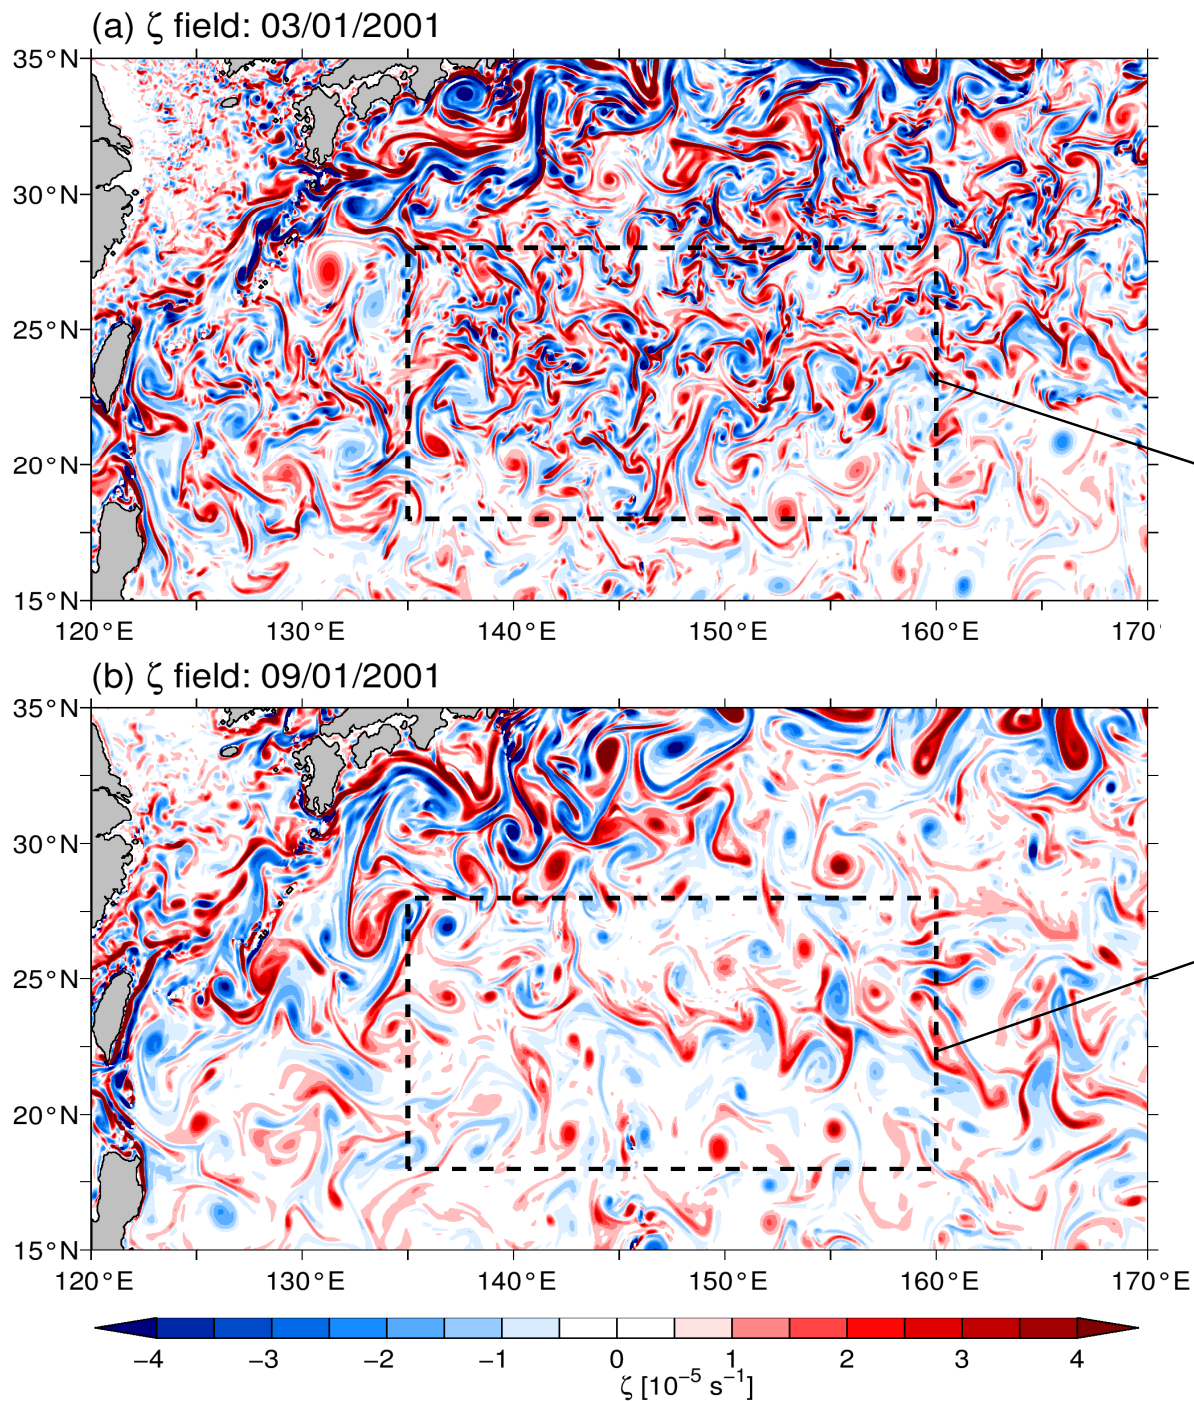 (a) ζ field: 03/01/2001
35°N
30°N
25°N
20°N
15°N
120°E 130°E 140°E 150°E 160°E 170°
(b) ζ field: 09/01/2001
35°N
30°N
25°N
20°N
15°N
120°E 130°E 140°E 150°E 160°E 170°E
−4 −3 −2 −1 0 1 2 3 4
ζ [10⁻⁵ s⁻¹]